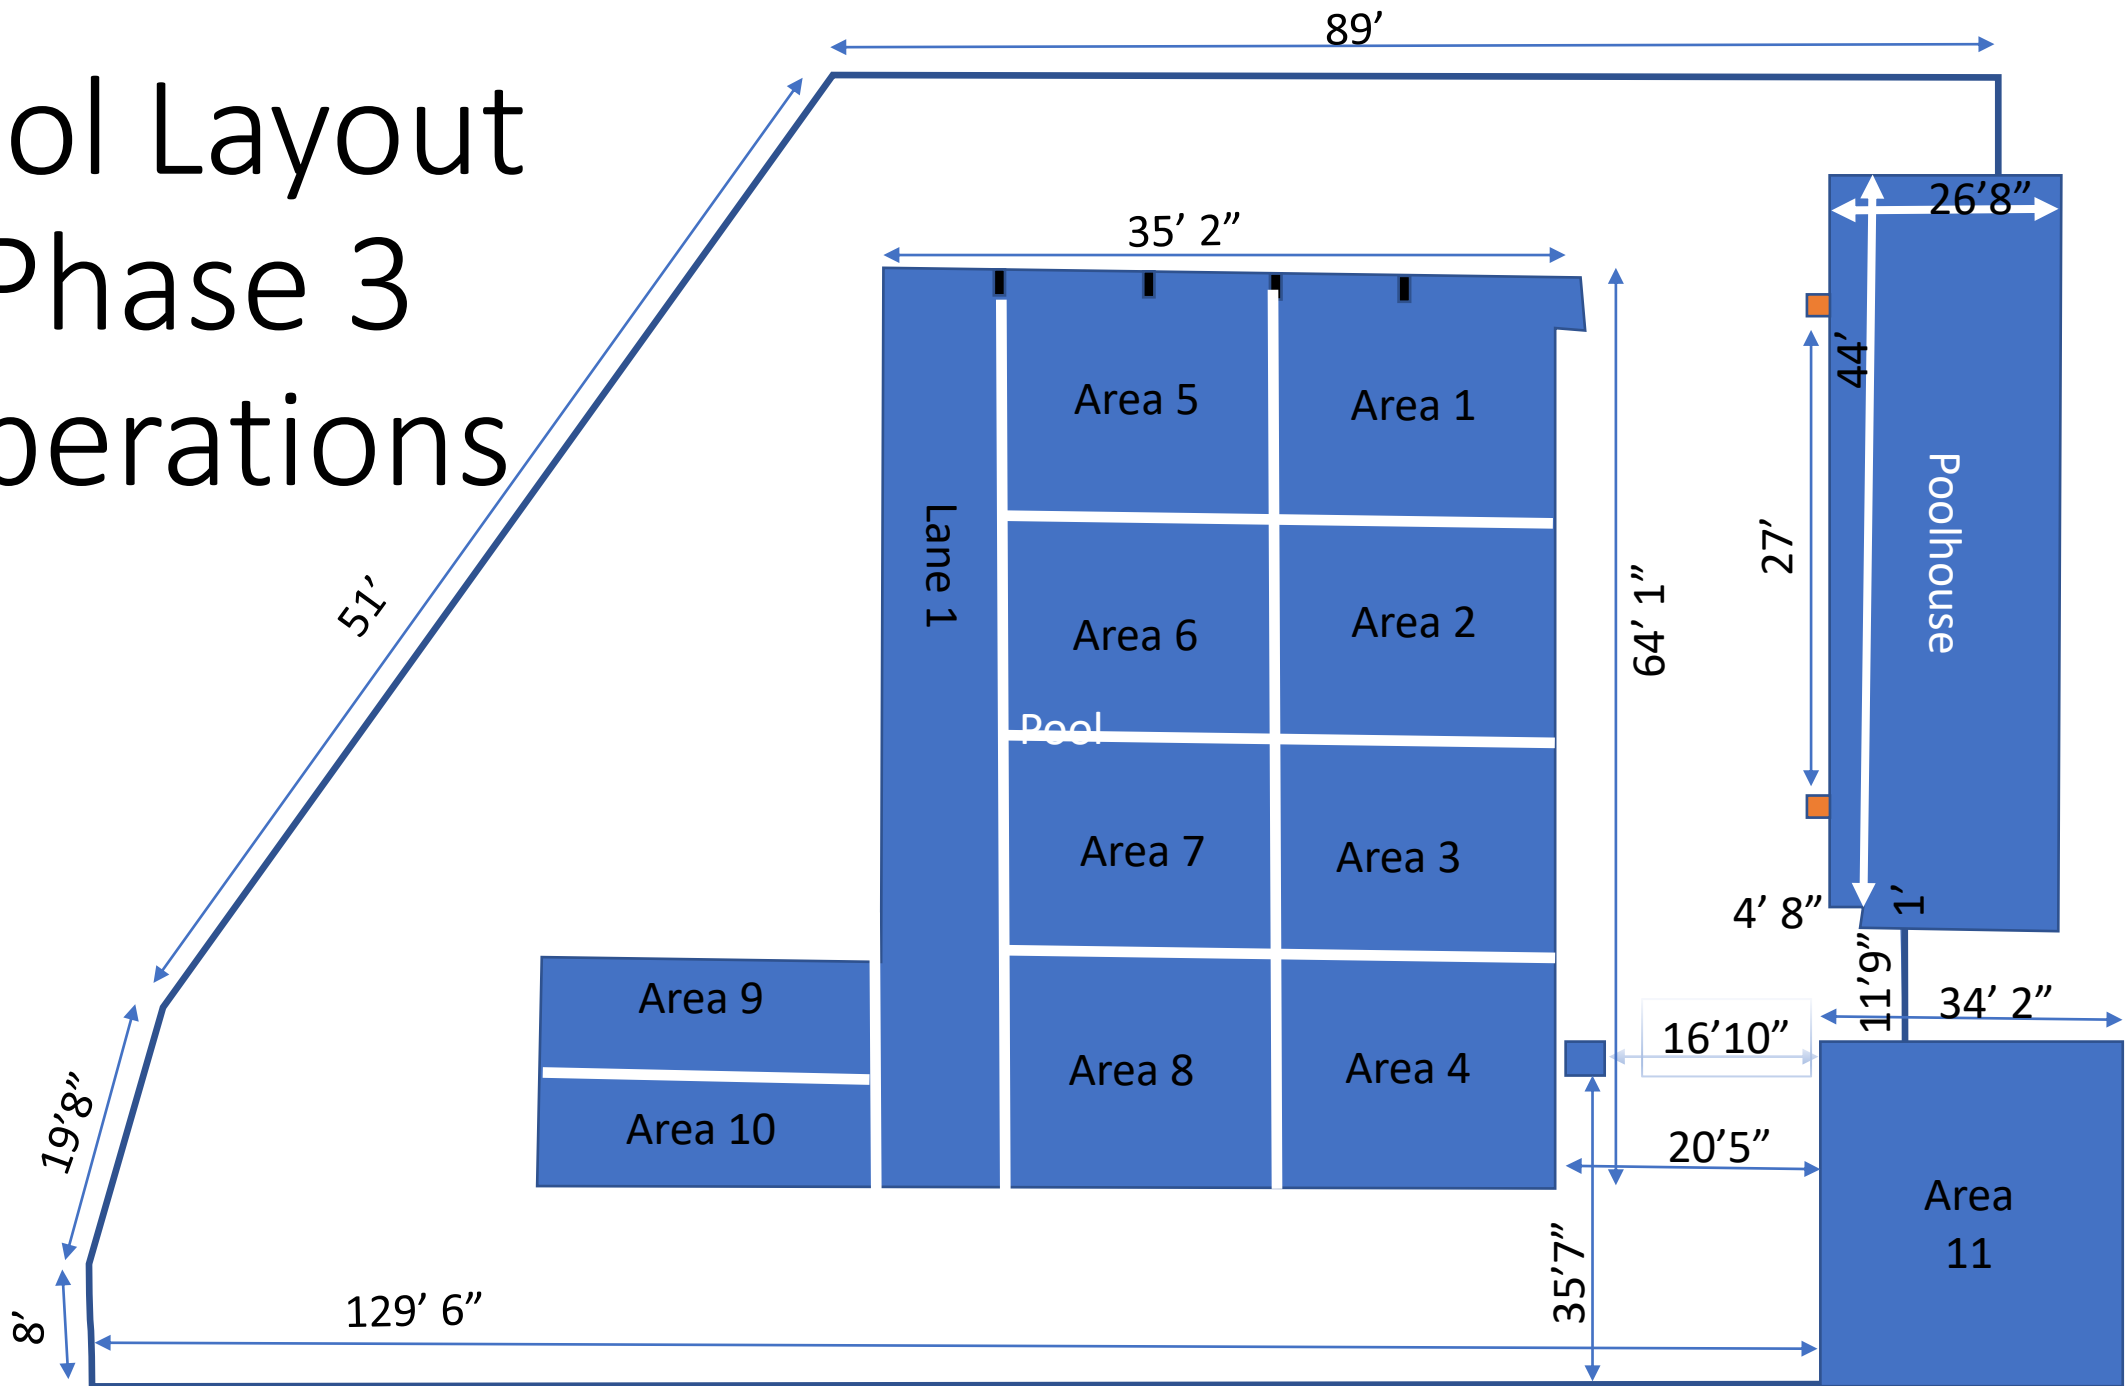 ol Layout
Phase 3
perations
89’
35’ 2”
26’8”
44’
27’
Poolhouse
51’
64’ 1”
Lane 1
Area 5
Area 1
Area 6
Area 2
Pool
Area 7
Area 3
4’ 8”
1’
11’9”
34’ 2”
Area 9
Area 10
Area 8
Area 4
16’10”
20’5”
19’8”
8’
129’ 6”
35’7”
Area
11